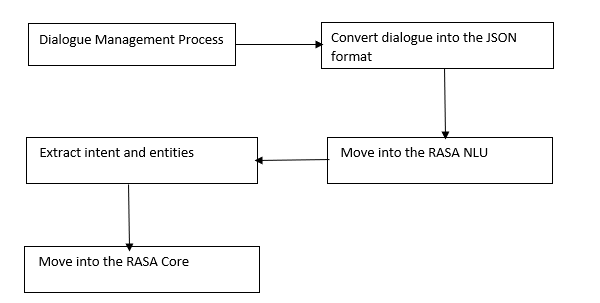 Dialogue Management Process
Convert dialogue into the JSON
format
Move into the RASA NLU
Extract intent and entities
Move into the RASA Core